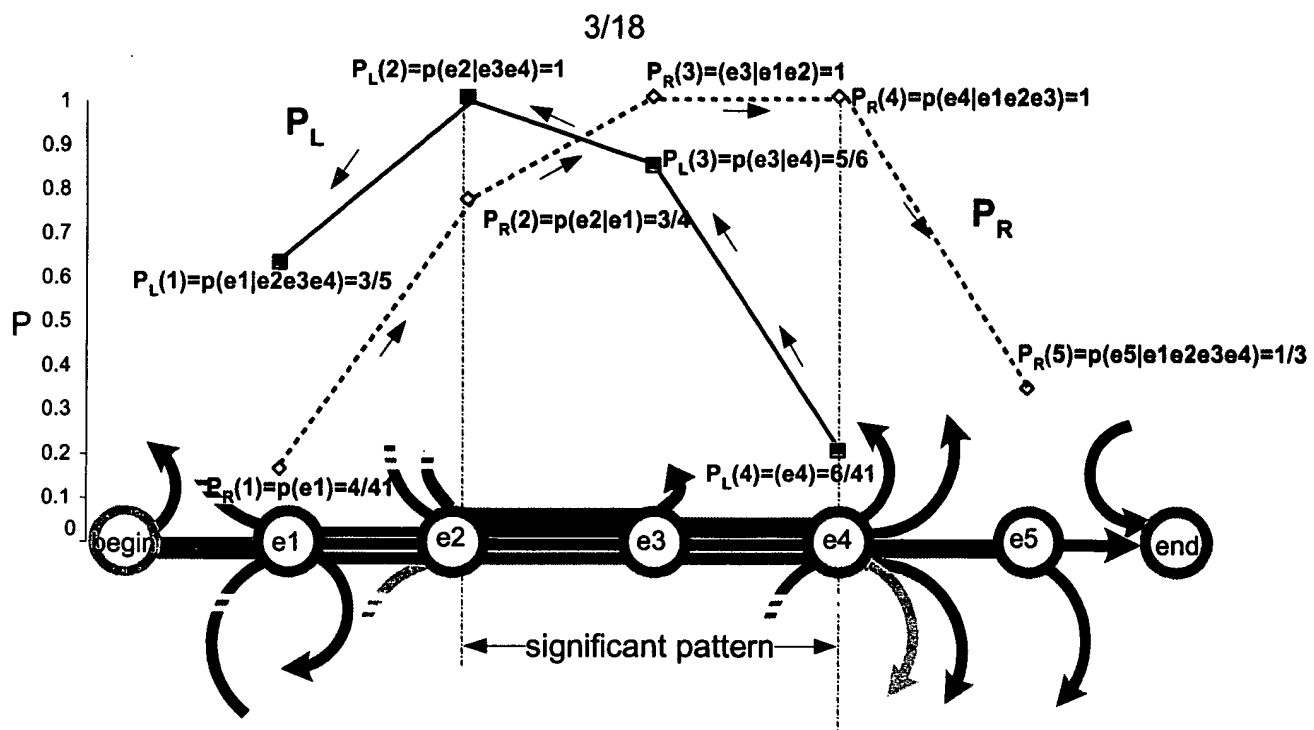 3/18
P_L(2)=p(e2|e3e4)=1
P_R(3)=(e3|e1e2)=1
P_R(4)=p(e4|e1e2e3)=1
P_L
P_L(3)=p(e3|e4)=5/6
P_R(2)=p(e2|e1)=3/4
P_R
P_L(1)=p(e1|e2e3e4)=3/5
P_R(5)=p(e5|e1e2e3e4)=1/3
P_L(4)=(e4)=6/41
P_R(1)=p(e1)=4/41
P
1
0.9
0.8
0.7
0.6
0.5
0.4
0.3
0.2
0.1
0
begin
e1
e2
e3
e4
e5
end
significant pattern